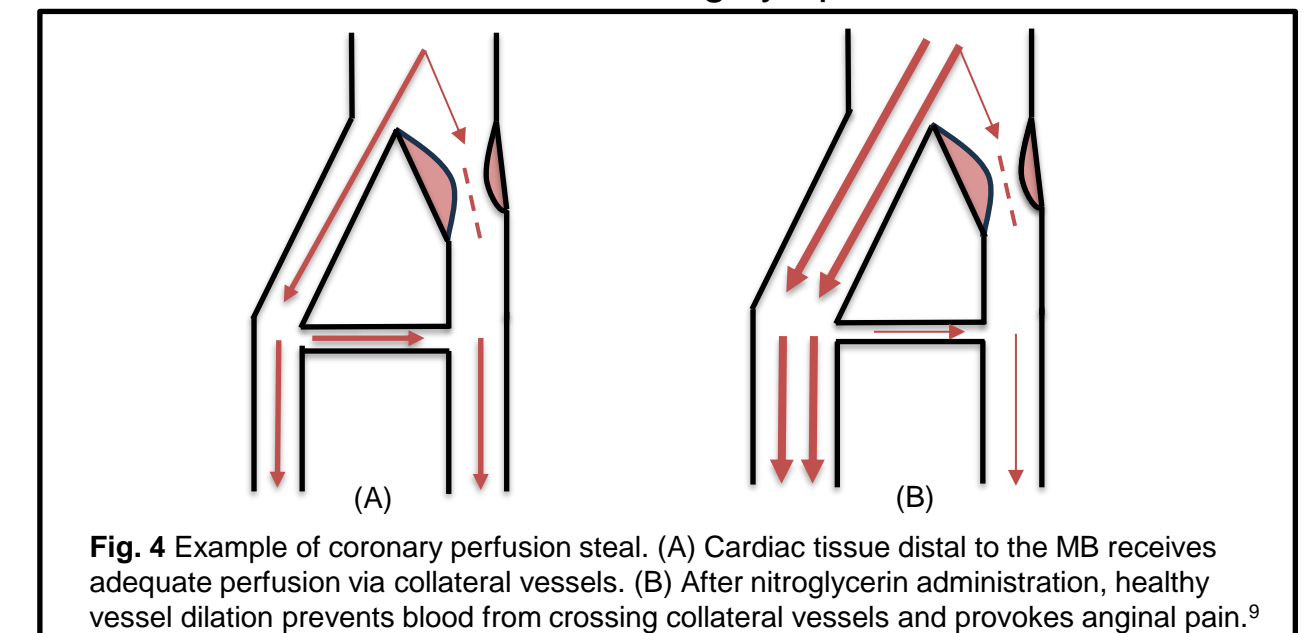 (A)
(B)
Fig. 4 Example of coronary perfusion steal. (A) Cardiac tissue distal to the MB receives
adequate perfusion via collateral vessels. (B) After nitroglycerin administration, healthy
vessel dilation prevents blood from crossing collateral vessels and provokes anginal pain.⁹